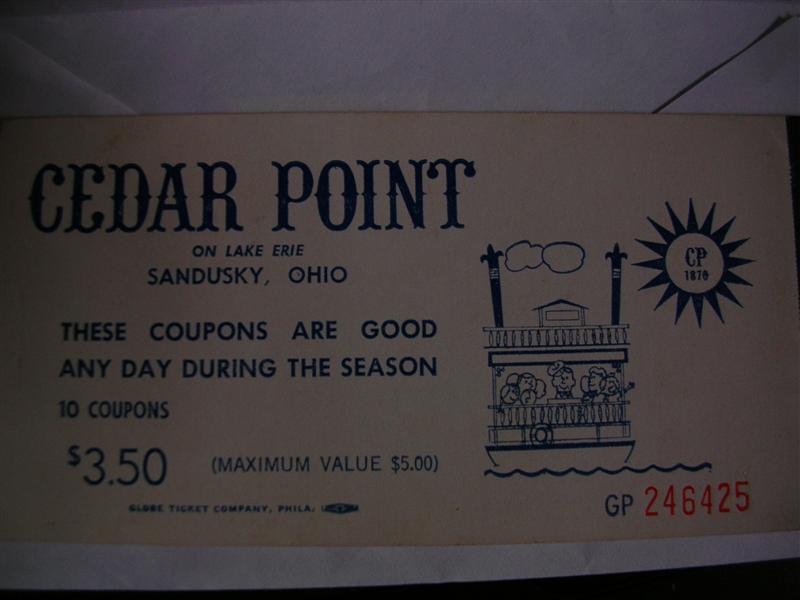 CEDAR POINT
ON LAKE ERIE
SANDUSKY, OHIO
THESE COUPONS ARE GOOD
ANY DAY DURING THE SEASON
10 COUPONS
$3.50 (MAXIMUM VALUE $5.00)
GLOBE TICKET COMPANY, PHILA.
CP
1870
GP 246425